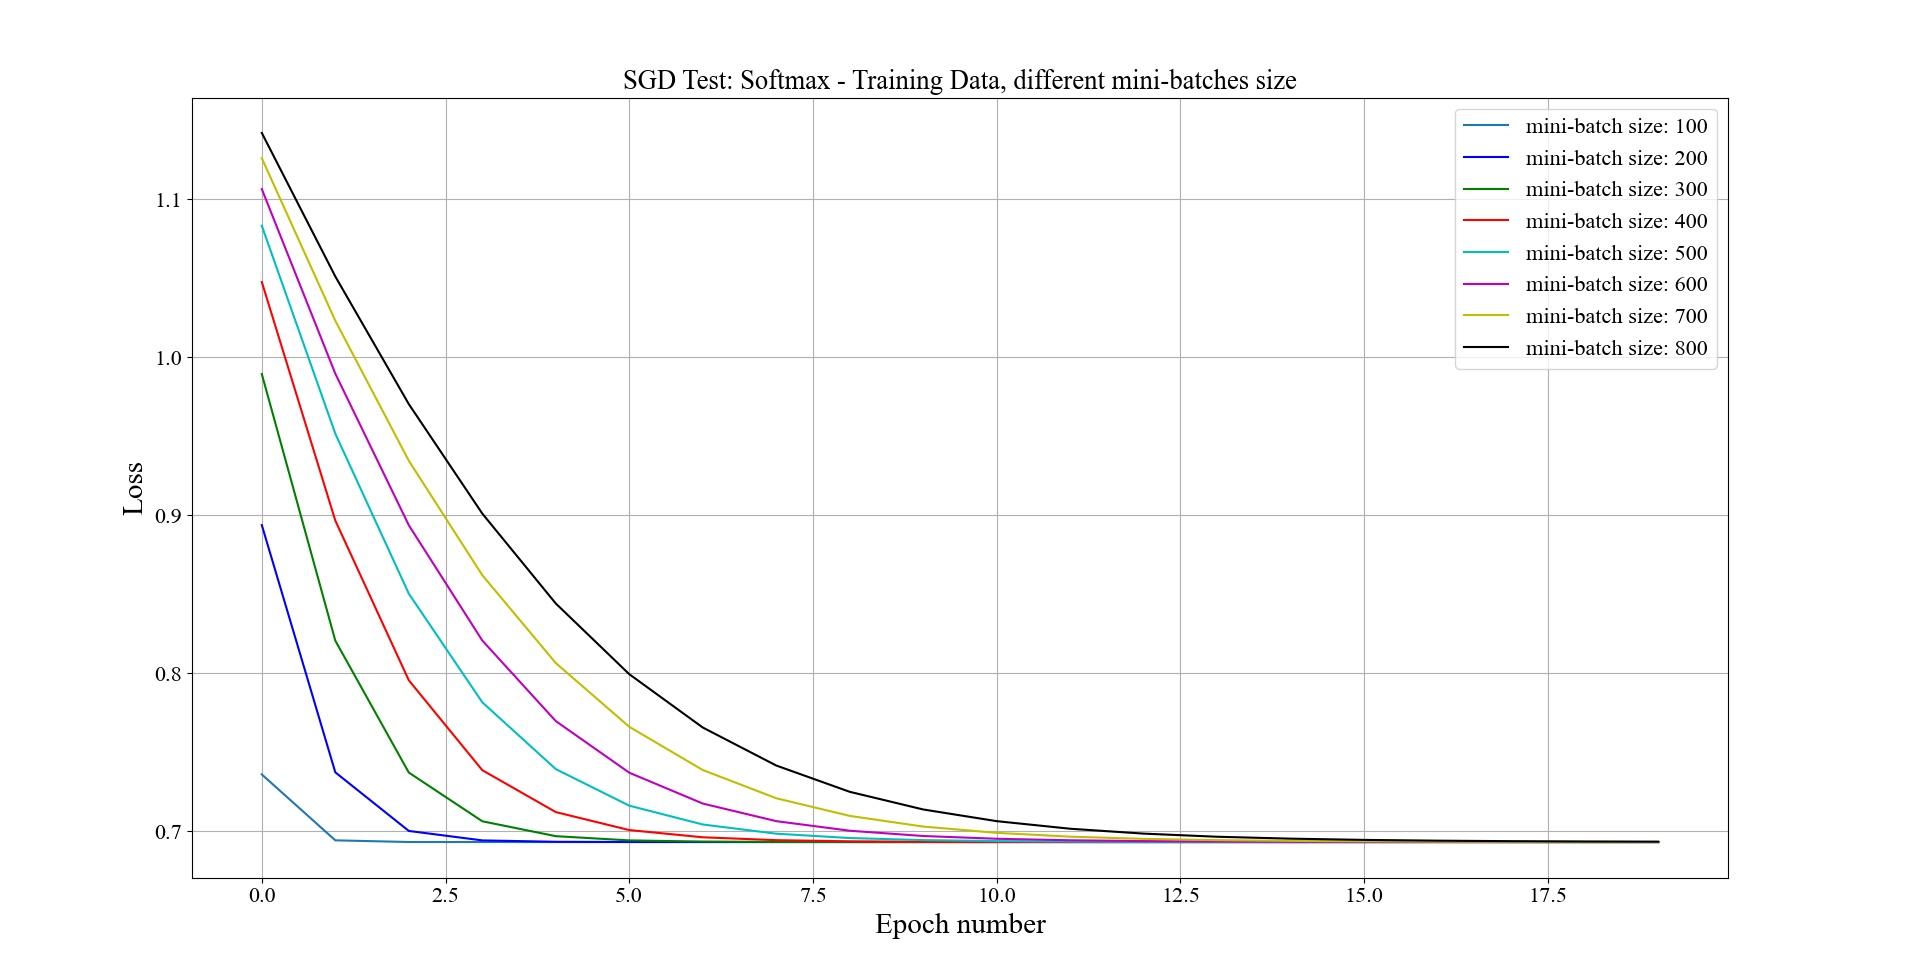 SGD Test: Softmax - Training Data, different mini-batches size
mini-batch size: 100
mini-batch size: 200
mini-batch size: 300
mini-batch size: 400
mini-batch size: 500
mini-batch size: 600
mini-batch size: 700
mini-batch size: 800
1.1
1.0
0.9
0.8
0.7
Loss
0.0 2.5 5.0 7.5 10.0 12.5 15.0 17.5
Epoch number